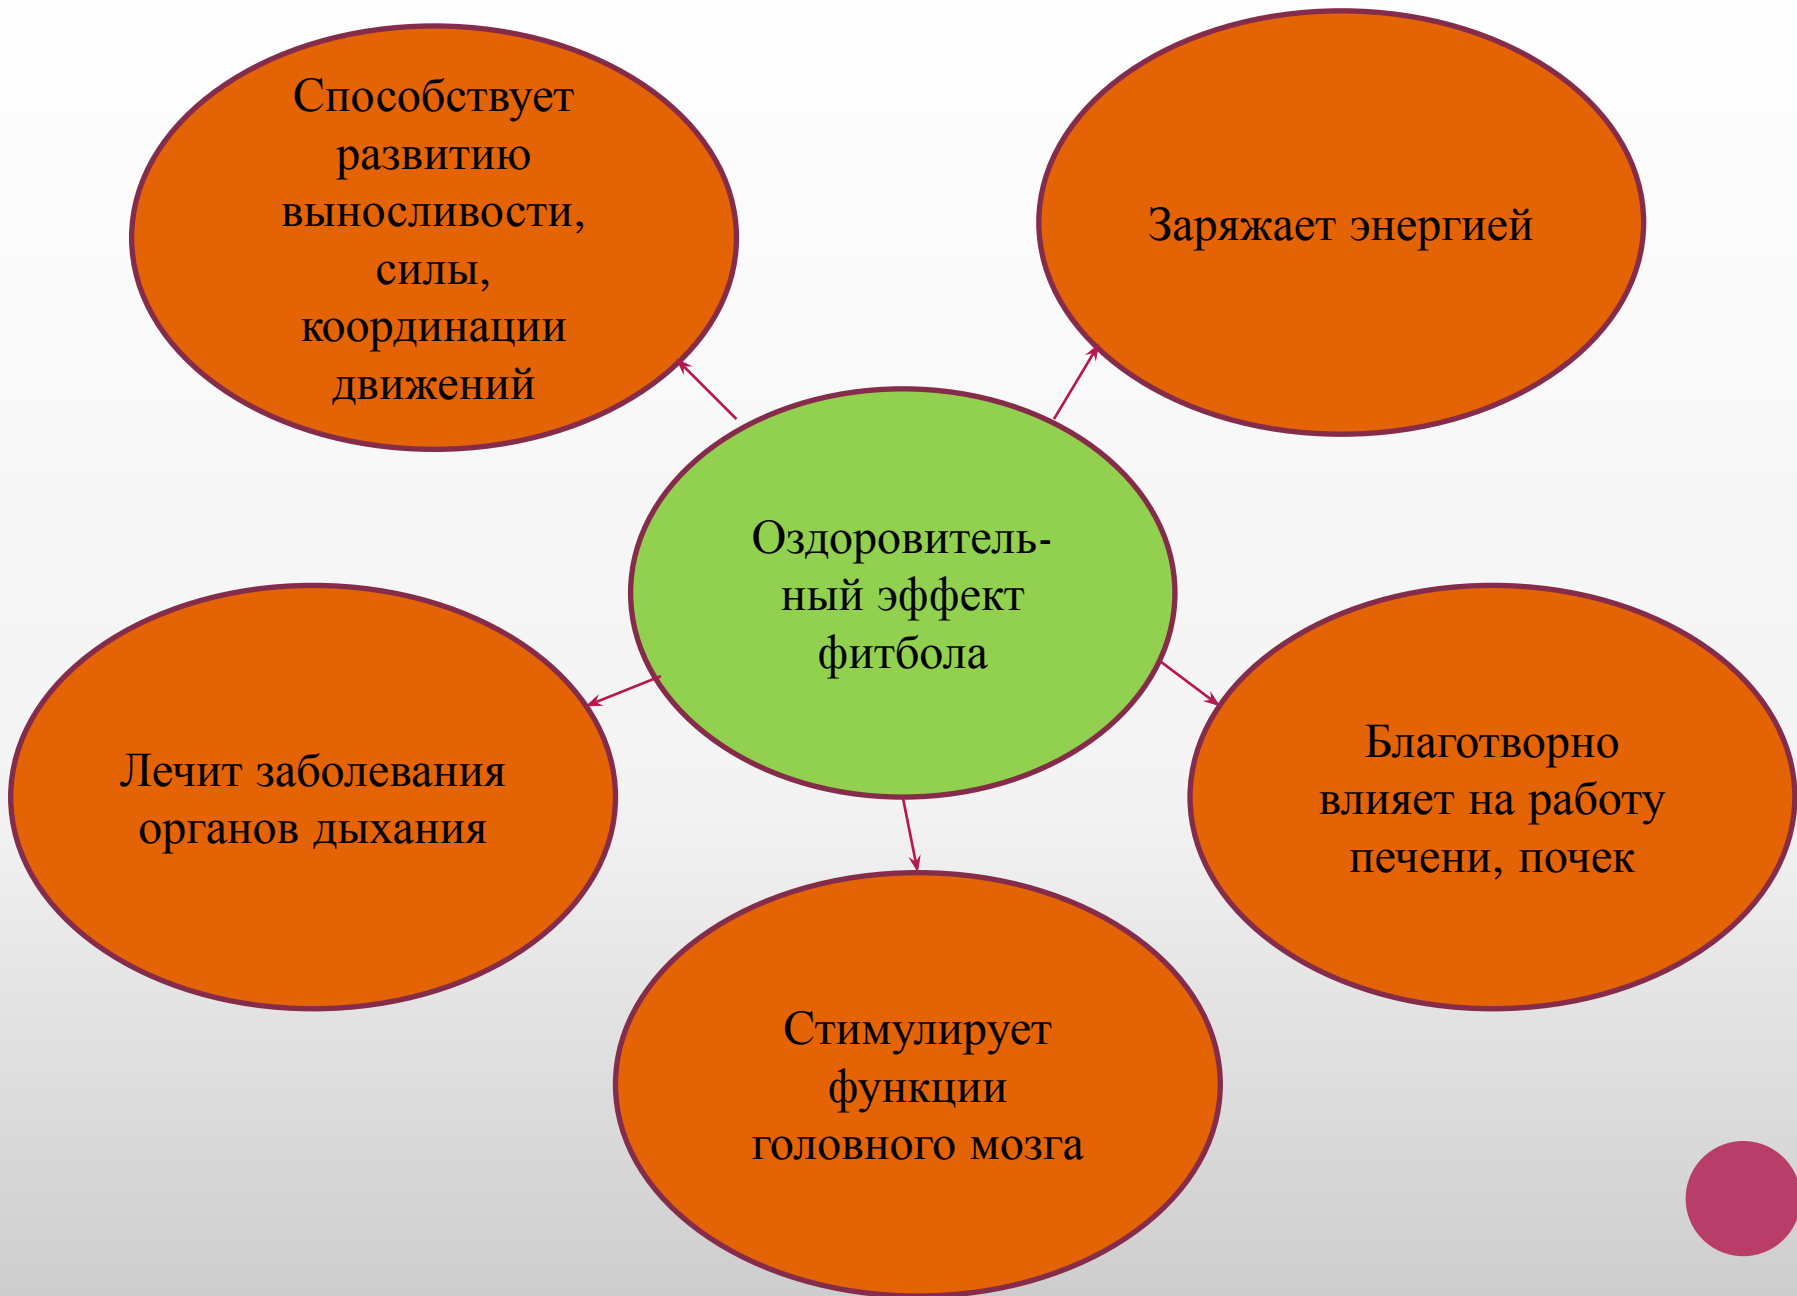 Способствует
развитию
выносливости,
силы,
координации
движений
Заряжает энергией
Оздоровитель-
ный эффект
фитбола
Лечит заболевания
органов дыхания
Благотворно
влияет на работу
печени, почек
Стимулирует
функции
головного мозга